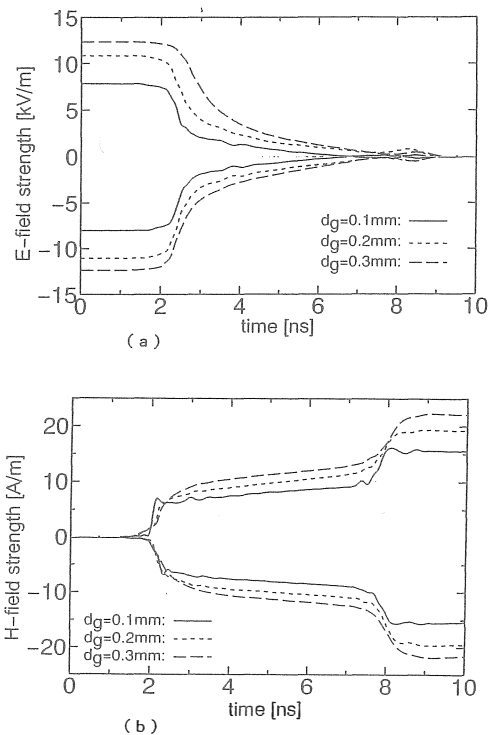 15
10
5
0
−5
−10
−15
E−field strength [kV/m]
dg=0.1mm:
dg=0.2mm:
dg=0.3mm:
0 2 4 6 8 10
time [ns]
(a)
20
10
0
−10
−20
H−field strength [A/m]
dg=0.1mm:
dg=0.2mm:
dg=0.3mm:
0 2 4 6 8 10
time [ns]
(b)